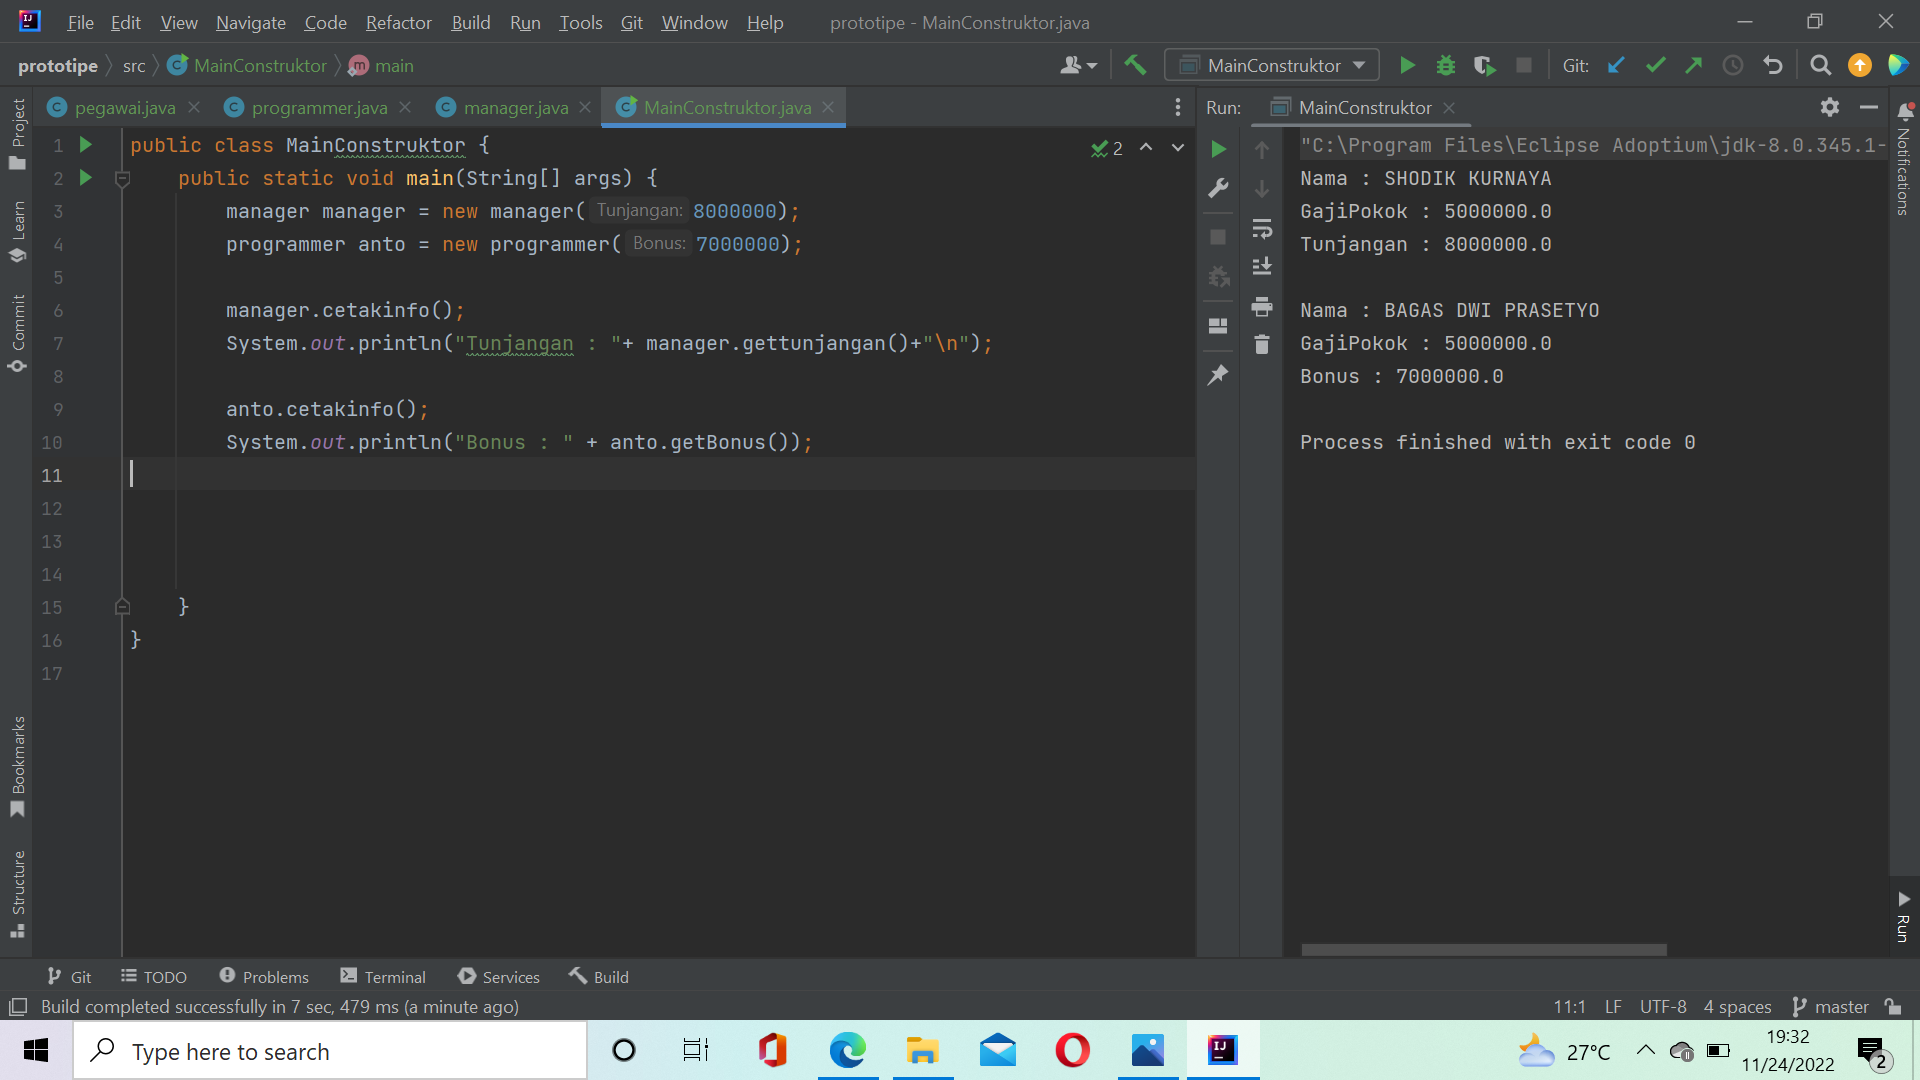 File Edit View Navigate Code Refactor Build Run Tools Git Window Help prototipe - MainConstruktor.java
prototipe src MainConstruktor main
MainConstruktor Git:
pegawai.java programmer.java manager.java MainConstruktor.java
Run: MainConstruktor
Project
Learn
Commit
Bookmarks
Structure
1 public class MainConstruktor {
2 public static void main(String[] args) {
3 manager manager = new manager( Tunjangan: 8000000);
4 programmer anto = new programmer( Bonus: 7000000);
5
6 manager.cetakinfo();
7 System.out.println("Tunjangan : "+ manager.gettunjangan()+"\n");
8
9 anto.cetakinfo();
10 System.out.println("Bonus : " + anto.getBonus());
11
12
13
14
15 }
16 }
17
2
"C:\Program Files\Eclipse Adoptium\jdk-8.0.345.1-
Nama : SHODIK KURNAYA
GajiPokok : 5000000.0
Tunjangan : 8000000.0
Nama : BAGAS DWI PRASETYO
GajiPokok : 5000000.0
Bonus : 7000000.0
Process finished with exit code 0
Notifications
Run
Git TODO Problems Terminal Services Build
Build completed successfully in 7 sec, 479 ms (a minute ago) 11:1 LF UTF-8 4 spaces master
Type here to search
27°C
19:32
11/24/2022
2